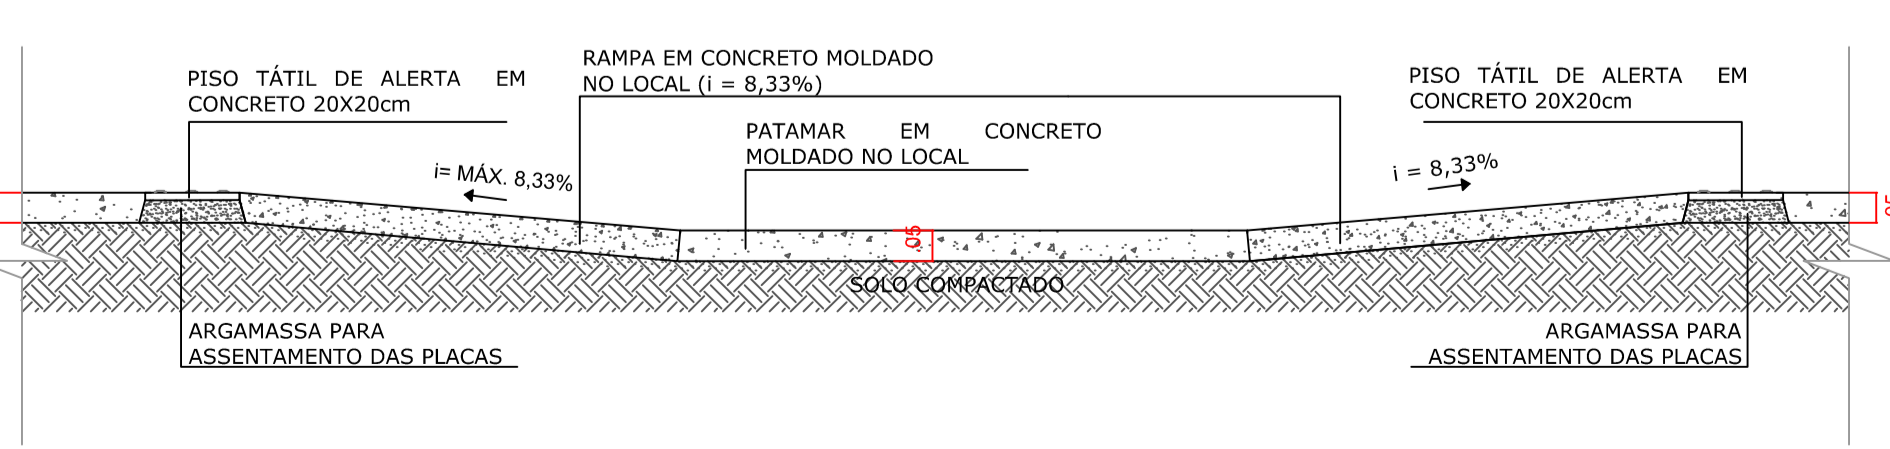 RAMPA EM CONCRETO MOLDADO
NO LOCAL (i = 8,33%)
PISO TÁTIL DE ALERTA EM
CONCRETO 20X20cm
PISO TÁTIL DE ALERTA EM
CONCRETO 20X20cm
PATAMAR EM CONCRETO
MOLDADO NO LOCAL
i= MÁX. 8,33%
i = 8,33%
.05
SOLO COMPACTADO
ARGAMASSA PARA
ASSENTAMENTO DAS PLACAS
ARGAMASSA PARA
ASSENTAMENTO DAS PLACAS